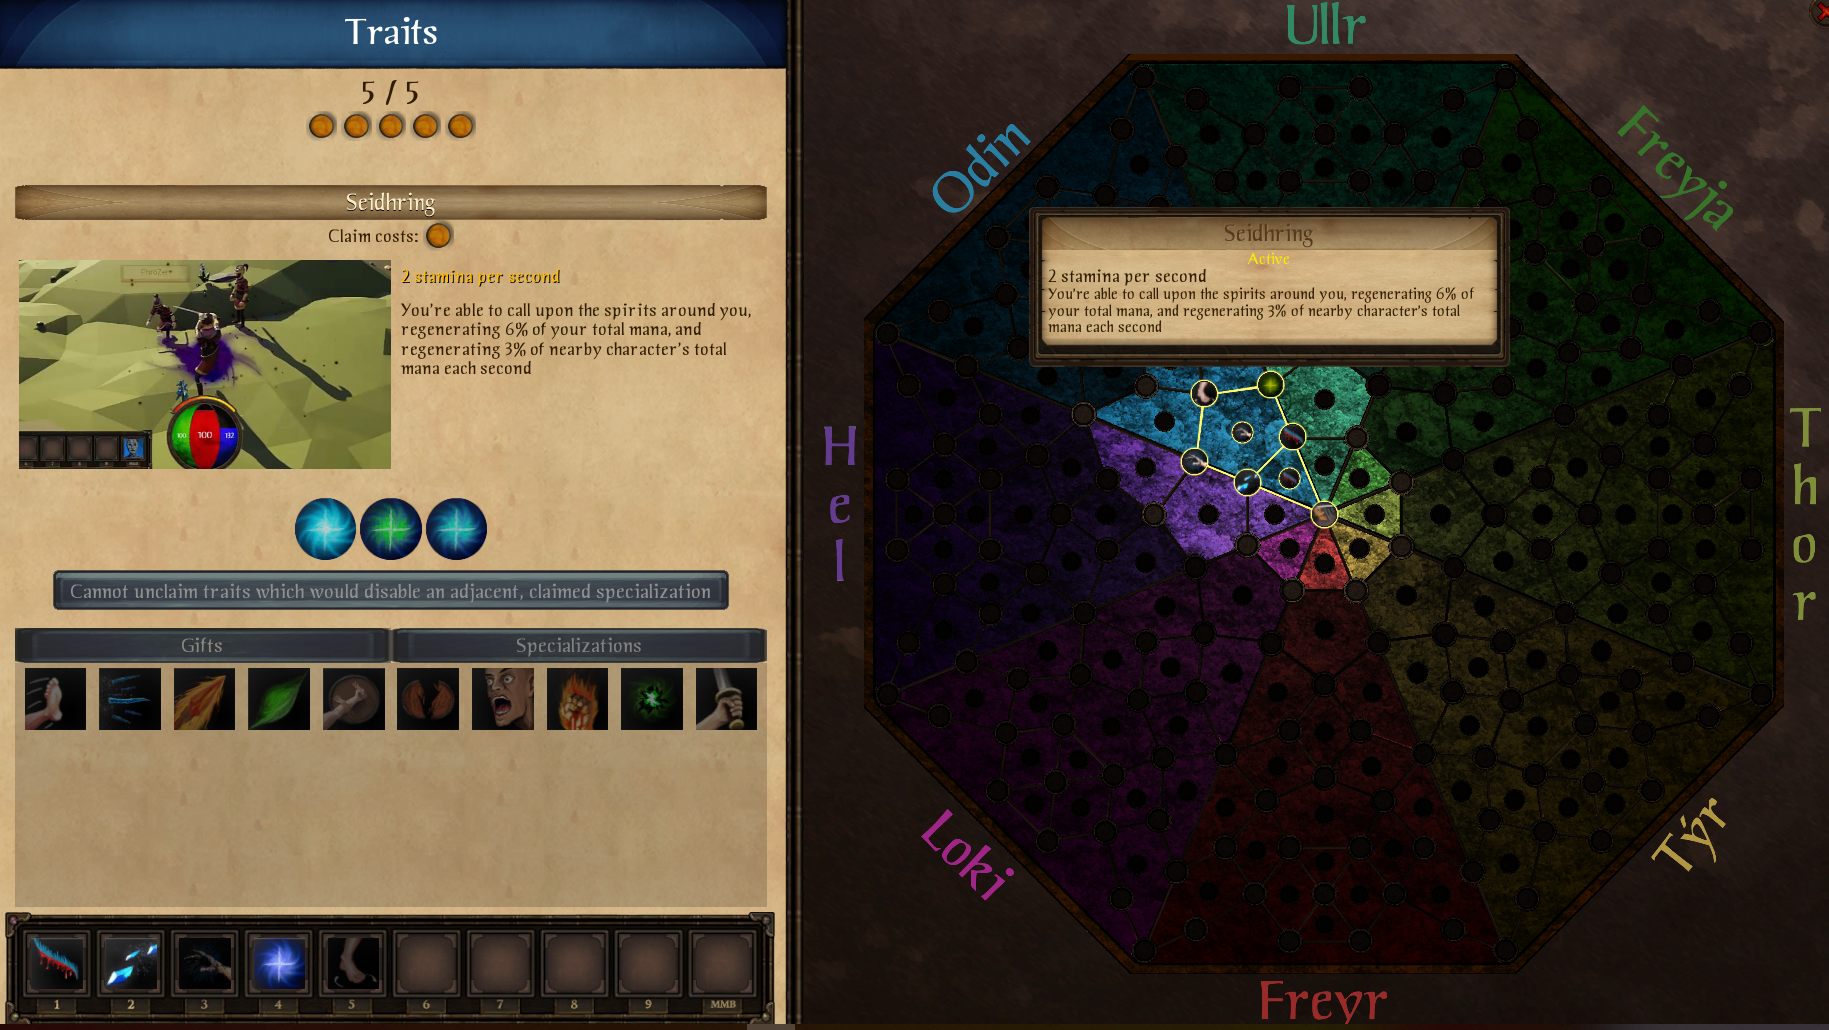 Traits
5 / 5
Seidhring
Claim costs:
2 stamina per second
You're able to call upon the spirits around you,
regenerating 6% of your total mana, and
regenerating 3% of nearby character's total
mana each second
100
100
132
Cannot unclaim traits which would disable an adjacent, claimed specialization
Gifts
Specializations
1
2
3
4
5
6
7
8
9
MMB
Ullr
Odin
Freyja
Seidhring
Active
2 stamina per second
You're able to call upon the spirits around you, regenerating 6% of
your total mana, and regenerating 3% of nearby character's total
mana each second
Hel
Thor
Loki
Týr
Freyr